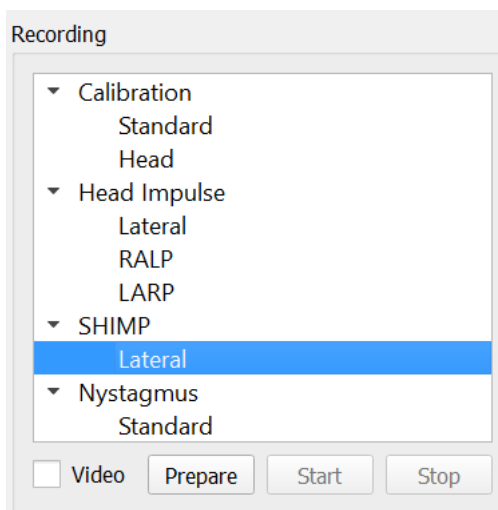 Recording
Calibration
Standard
Head
Head Impulse
Lateral
RALP
LARP
SHIMP
Lateral
Nystagmus
Standard
Video Prepare Start Stop